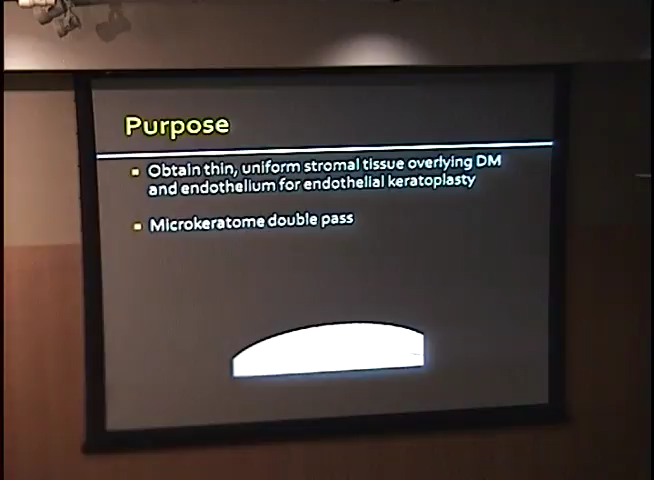 Purpose
Obtain thin, uniform stromal tissue overlying DM
and endothelium for endothelial keratoplasty
Microkeratome double pass